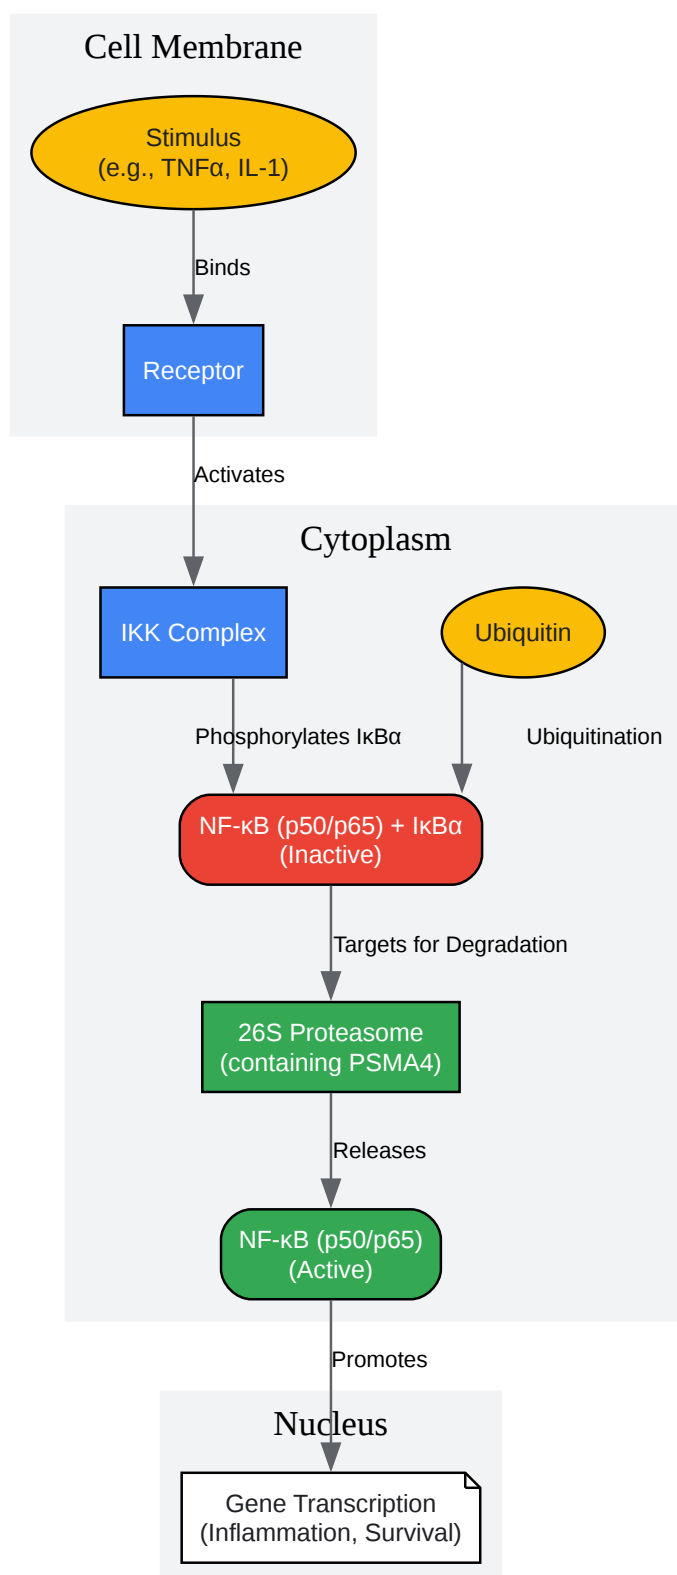 Cell Membrane
Stimulus
(e.g., TNFα, IL-1)
Binds
Receptor
Activates
Cytoplasm
IKK Complex
Ubiquitin
Phosphorylates IκBα
Ubiquitination
NF-κB (p50/p65) + IκBα
(Inactive)
Targets for Degradation
26S Proteasome
(containing PSMA4)
Releases
NF-κB (p50/p65)
(Active)
Promotes
Nucleus
Gene Transcription
(Inflammation, Survival)